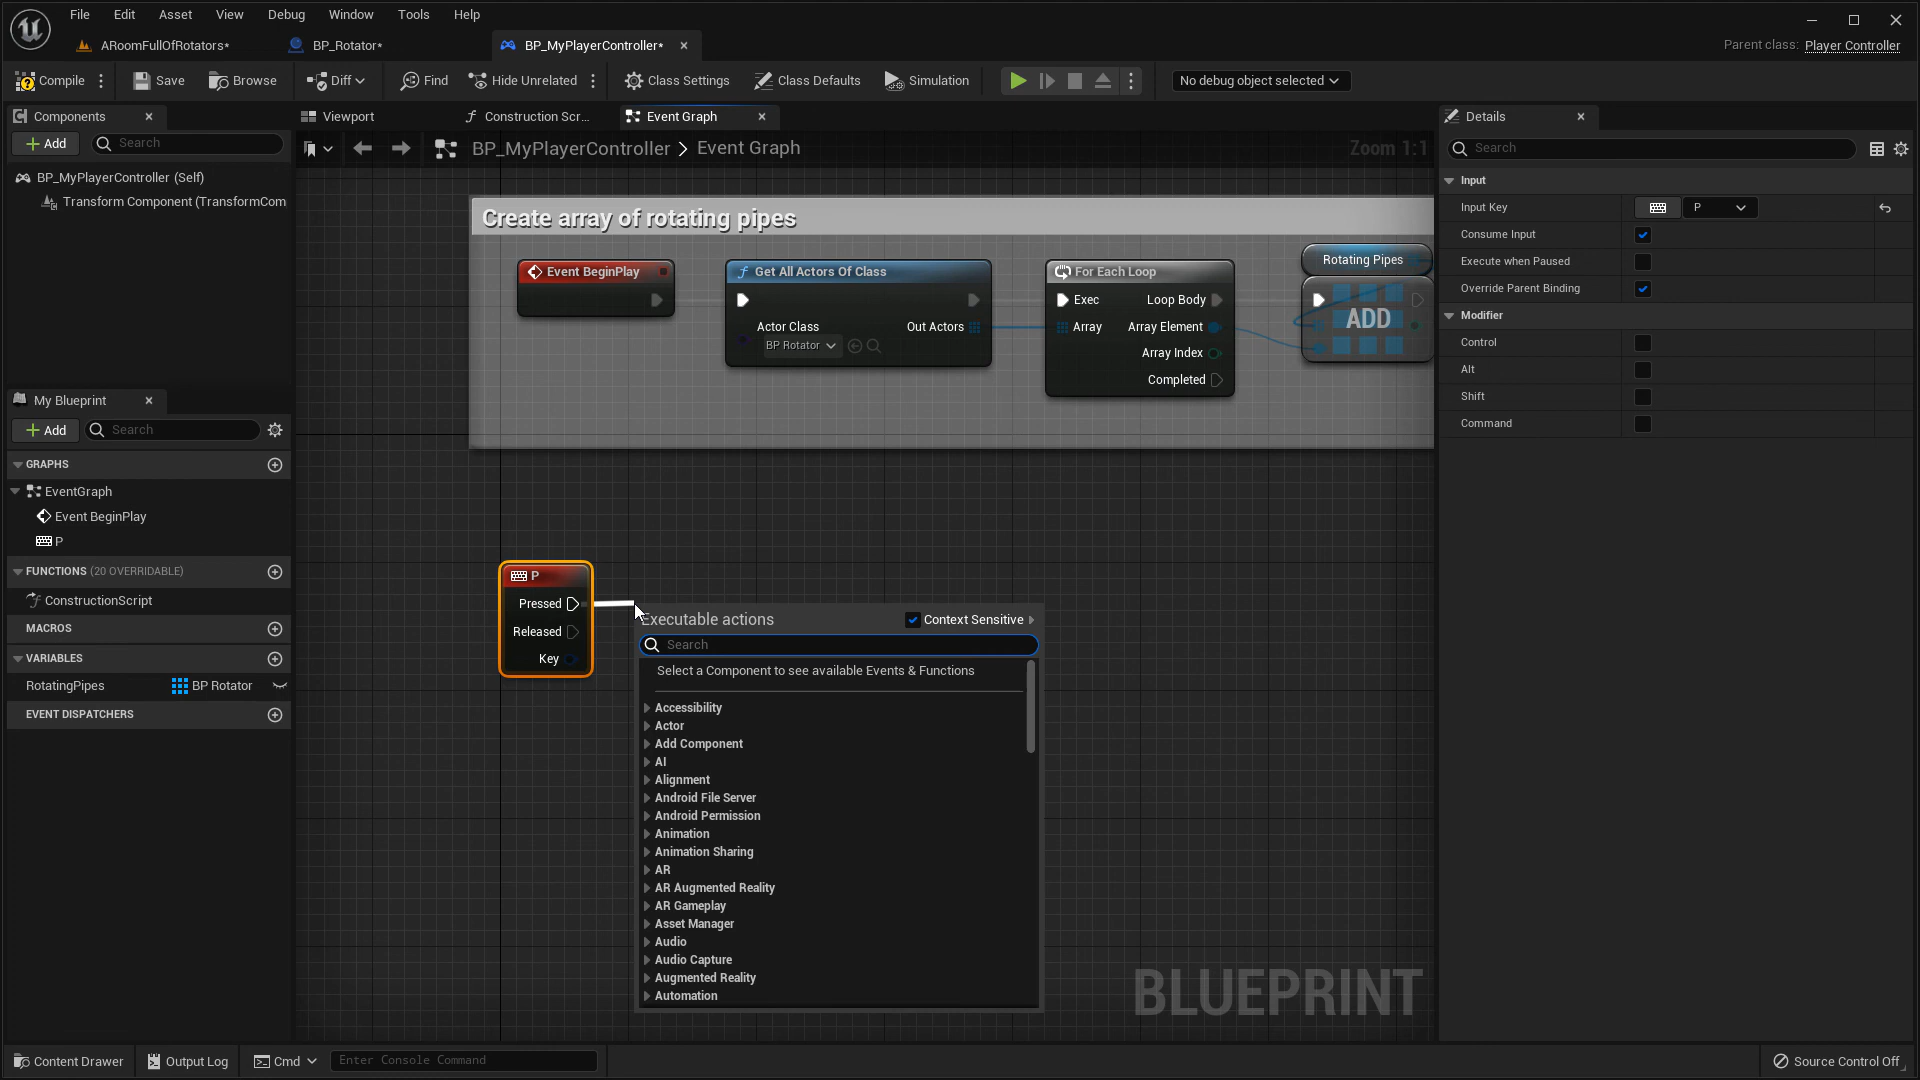 File Edit Asset View Debug Window Tools Help
ARoomFullOfRotators* BP_Rotator* BP_MyPlayerController*
Parent class: Player Controller
Compile Save Browse Diff Find Hide Unrelated Class Settings Class Defaults Simulation No debug object selected
Components
Add Search
BP_MyPlayerController (Self)
Transform Component (TransformCom
My Blueprint
Add Search
GRAPHS
EventGraph
Event BeginPlay
P
FUNCTIONS (20 OVERRIDABLE)
ConstructionScript
MACROS
VARIABLES
RotatingPipes BP Rotator
EVENT DISPATCHERS
Viewport Construction Scr... Event Graph
BP_MyPlayerController > Event Graph Zoom 1:1
Create array of rotating pipes
Event BeginPlay
Get All Actors Of Class
Actor Class Out Actors
BP Rotator
For Each Loop
Exec Loop Body
Array Array Element
Array Index
Completed
Rotating Pipes
ADD
P
Pressed
Released
Key
Executable actions Context Sensitive
Search
Select a Component to see available Events & Functions
Accessibility
Actor
Add Component
AI
Alignment
Android File Server
Android Permission
Animation
Animation Sharing
AR
AR Augmented Reality
AR Gameplay
Asset Manager
Audio
Audio Capture
Augmented Reality
Automation
BLUEPRINT
Details
Search
Input
Input Key P
Consume Input
Execute when Paused
Override Parent Binding
Modifier
Control
Alt
Shift
Command
Content Drawer Output Log Cmd Enter Console Command Source Control Off